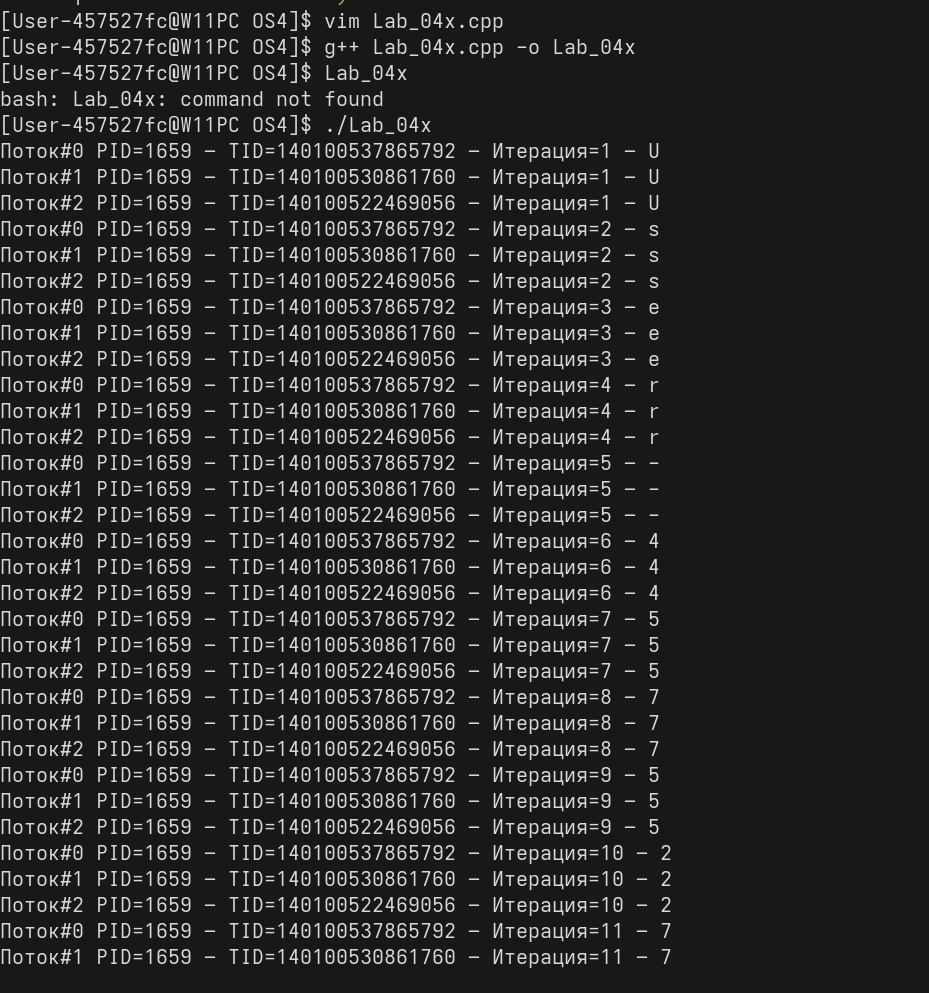 [User-457527fc@W11PC OS4]$ vim Lab_04x.cpp
[User-457527fc@W11PC OS4]$ g++ Lab_04x.cpp -o Lab_04x
[User-457527fc@W11PC OS4]$ Lab_04x
bash: Lab_04x: command not found
[User-457527fc@W11PC OS4]$ ./Lab_04x
Поток#0 PID=1659 – TID=140100537865792 – Итерация=1 – U
Поток#1 PID=1659 – TID=140100530861760 – Итерация=1 – U
Поток#2 PID=1659 – TID=140100522469056 – Итерация=1 – U
Поток#0 PID=1659 – TID=140100537865792 – Итерация=2 – s
Поток#1 PID=1659 – TID=140100530861760 – Итерация=2 – s
Поток#2 PID=1659 – TID=140100522469056 – Итерация=2 – s
Поток#0 PID=1659 – TID=140100537865792 – Итерация=3 – e
Поток#1 PID=1659 – TID=140100530861760 – Итерация=3 – e
Поток#2 PID=1659 – TID=140100522469056 – Итерация=3 – e
Поток#0 PID=1659 – TID=140100537865792 – Итерация=4 – r
Поток#1 PID=1659 – TID=140100530861760 – Итерация=4 – r
Поток#2 PID=1659 – TID=140100522469056 – Итерация=4 – r
Поток#0 PID=1659 – TID=140100537865792 – Итерация=5 – -
Поток#1 PID=1659 – TID=140100530861760 – Итерация=5 – -
Поток#2 PID=1659 – TID=140100522469056 – Итерация=5 – -
Поток#0 PID=1659 – TID=140100537865792 – Итерация=6 – 4
Поток#1 PID=1659 – TID=140100530861760 – Итерация=6 – 4
Поток#2 PID=1659 – TID=140100522469056 – Итерация=6 – 4
Поток#0 PID=1659 – TID=140100537865792 – Итерация=7 – 5
Поток#1 PID=1659 – TID=140100530861760 – Итерация=7 – 5
Поток#2 PID=1659 – TID=140100522469056 – Итерация=7 – 5
Поток#0 PID=1659 – TID=140100537865792 – Итерация=8 – 7
Поток#1 PID=1659 – TID=140100530861760 – Итерация=8 – 7
Поток#2 PID=1659 – TID=140100522469056 – Итерация=8 – 7
Поток#0 PID=1659 – TID=140100537865792 – Итерация=9 – 5
Поток#1 PID=1659 – TID=140100530861760 – Итерация=9 – 5
Поток#2 PID=1659 – TID=140100522469056 – Итерация=9 – 5
Поток#0 PID=1659 – TID=140100537865792 – Итерация=10 – 2
Поток#1 PID=1659 – TID=140100530861760 – Итерация=10 – 2
Поток#2 PID=1659 – TID=140100522469056 – Итерация=10 – 2
Поток#0 PID=1659 – TID=140100537865792 – Итерация=11 – 7
Поток#1 PID=1659 – TID=140100530861760 – Итерация=11 – 7